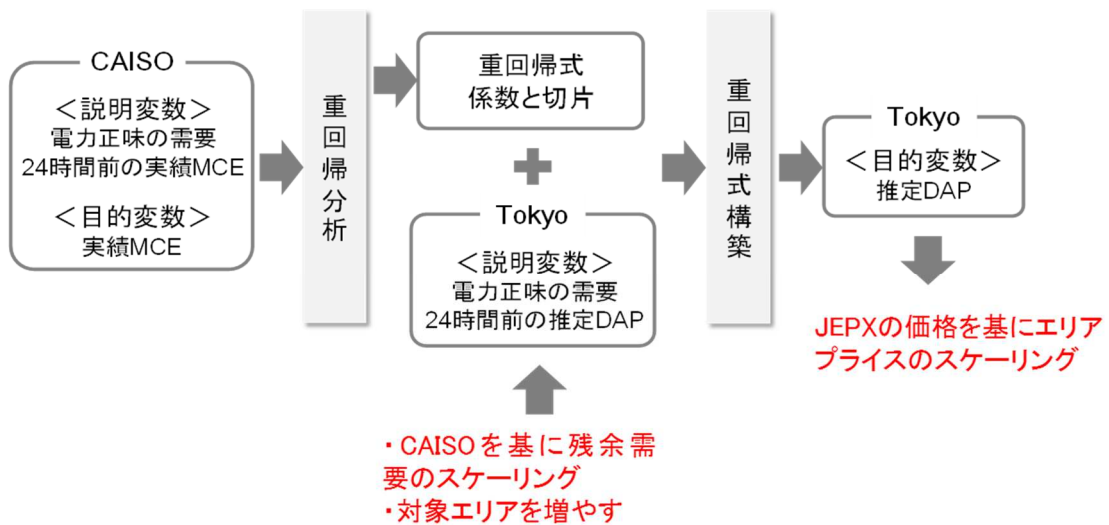 CAISO
＜説明変数＞
電力正味の需要
24時間前の実績MCE
＜目的変数＞
実績MCE
重回帰分析
重回帰式
係数と切片
Tokyo
＜説明変数＞
電力正味の需要
24時間前の推定DAP
・CAISOを基に残余需
要のスケーリング
・対象エリアを増やす
重回帰式構築
Tokyo
＜目的変数＞
推定DAP
JEPXの価格を基にエリア
プライスのスケーリング